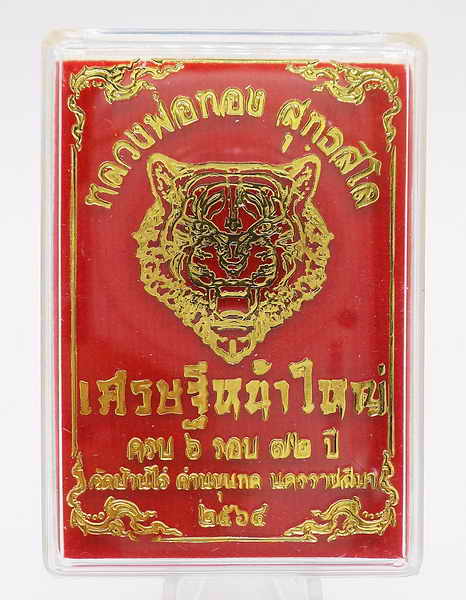 หลวงพ่อทอง สุทฺธสีโล
เศรษฐีหน้าใหญ่
ครบ ๖ รอบ ๗๒ ปี
วัดบ้านไร่ ด่านขุนทด นครราชสีมา
๒๕๖๔